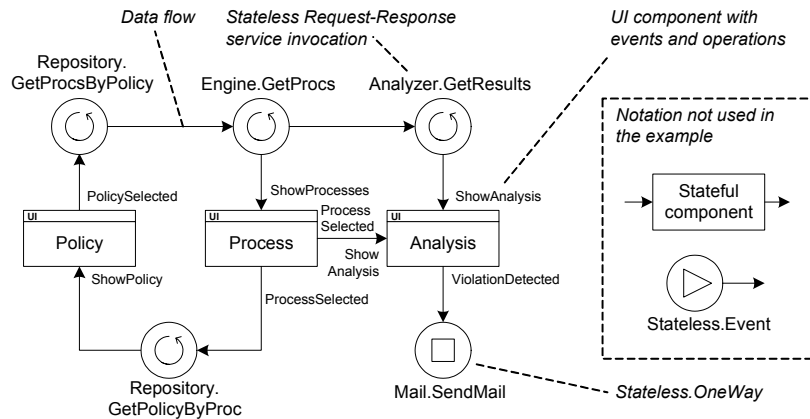 Data flow
Stateless Request-Response
service invocation
UI component with
events and operations
Repository.
GetProcsByPolicy
Engine.GetProcs
Analyzer.GetResults
Notation not used in
the example
PolicySelected
ShowProcesses
ShowAnalysis
Stateful
component
UI
Policy
UI
Process
Process
Selected
Show
Analysis
UI
Analysis
ShowPolicy
ProcessSelected
ViolationDetected
Stateless.Event
Repository.
GetPolicyByProc
Mail.SendMail
Stateless.OneWay